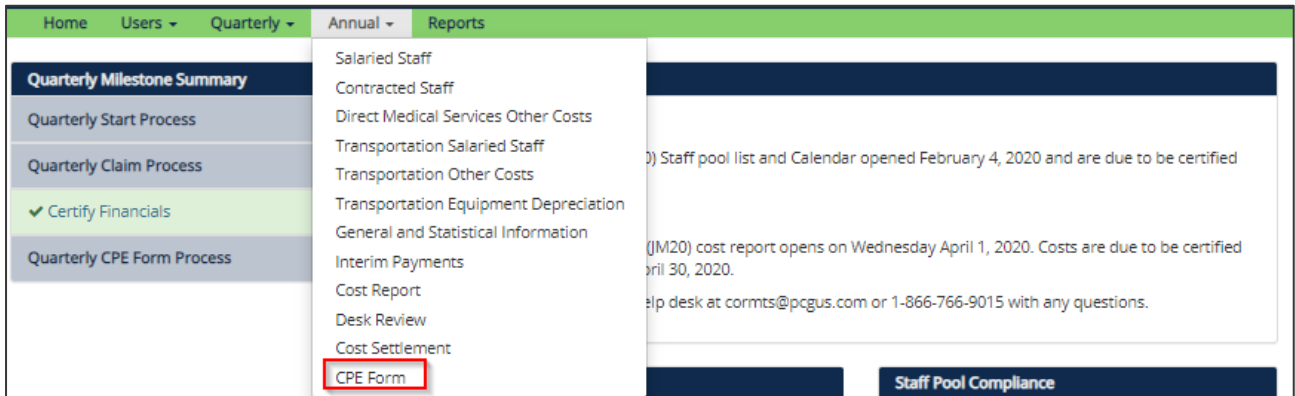 Home Users Quarterly Annual Reports
Quarterly Milestone Summary
Quarterly Start Process
Quarterly Claim Process
Certify Financials
Quarterly CPE Form Process
Salaried Staff
Contracted Staff
Direct Medical Services Other Costs
Transportation Salaried Staff
Transportation Other Costs
Transportation Equipment Depreciation
General and Statistical Information
Interim Payments
Cost Report
Desk Review
Cost Settlement
CPE Form
0) Staff pool list and Calendar opened February 4, 2020 and are due to be certified
(JM20) cost report opens on Wednesday April 1, 2020. Costs are due to be certified
pril 30, 2020.
elp desk at cormts@pcgus.com or 1-866-766-9015 with any questions.
Staff Pool Compliance